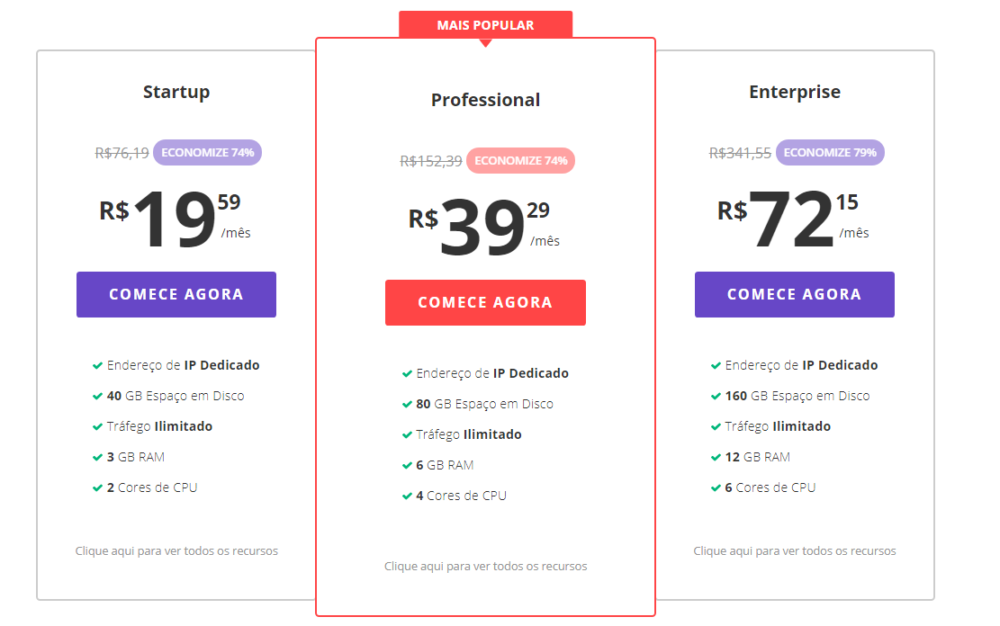 MAIS POPULAR
Startup
R$76,19 ECONOMIZE 74%
R$19 59 /mês
COMECE AGORA
Endereço de IP Dedicado
40 GB Espaço em Disco
Tráfego Ilimitado
3 GB RAM
2 Cores de CPU
Clique aqui para ver todos os recursos
Professional
R$152,39 ECONOMIZE 74%
R$39 29 /mês
COMECE AGORA
Endereço de IP Dedicado
80 GB Espaço em Disco
Tráfego Ilimitado
6 GB RAM
4 Cores de CPU
Clique aqui para ver todos os recursos
Enterprise
R$341,55 ECONOMIZE 79%
R$72 15 /mês
COMECE AGORA
Endereço de IP Dedicado
160 GB Espaço em Disco
Tráfego Ilimitado
12 GB RAM
6 Cores de CPU
Clique aqui para ver todos os recursos